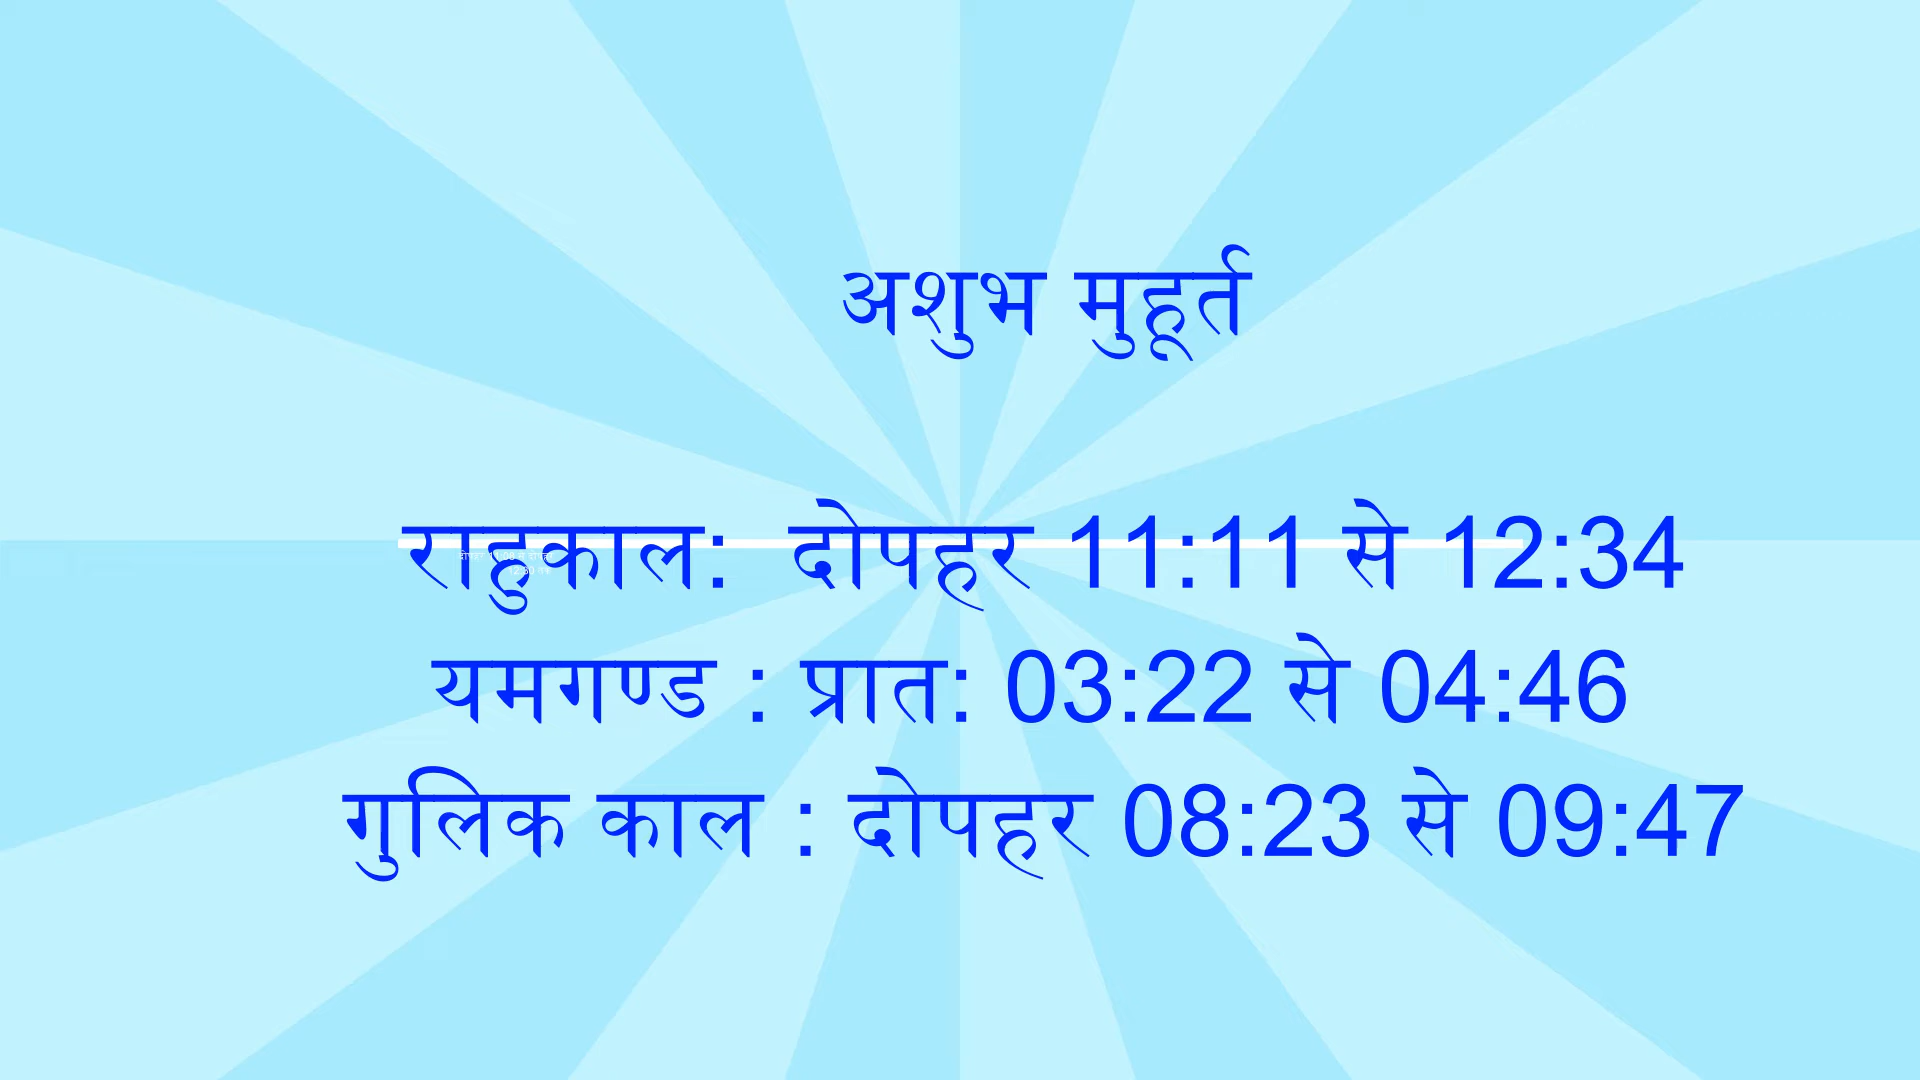 अशुभ मुहूर्त
राहुकाल:  दोपहर 11:11 से 12:34
यमगण्ड : प्रात: 03:22 से 04:46
गुलिक काल : दोपहर 08:23 से 09:47